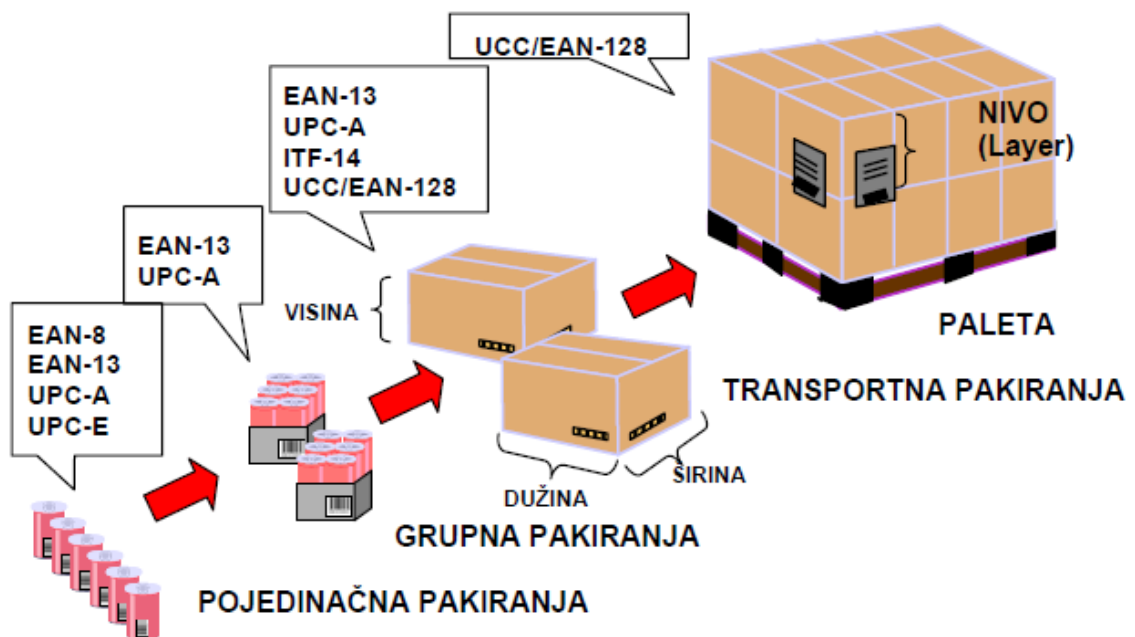 UCC/EAN-128
EAN-13
UPC-A
ITF-14
UCC/EAN-128
NIVO
(Layer)
EAN-13
UPC-A
VISINA
EAN-8
EAN-13
UPC-A
UPC-E
PALETA
TRANSPORTNA PAKIRANJA
ŠIRINA
DUŽINA
GRUPNA PAKIRANJA
POJEDINAČNA PAKIRANJA